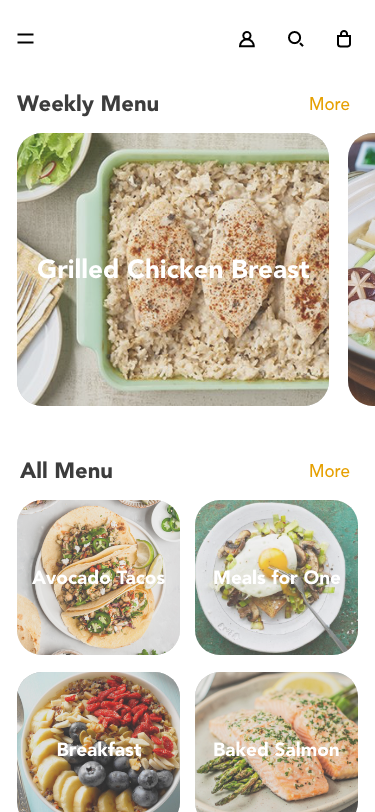 Weekly Menu
More
Grilled Chicken Breast
All Menu
More
Avocado Tacos
Meals for One
Breakfast
Baked Salmon